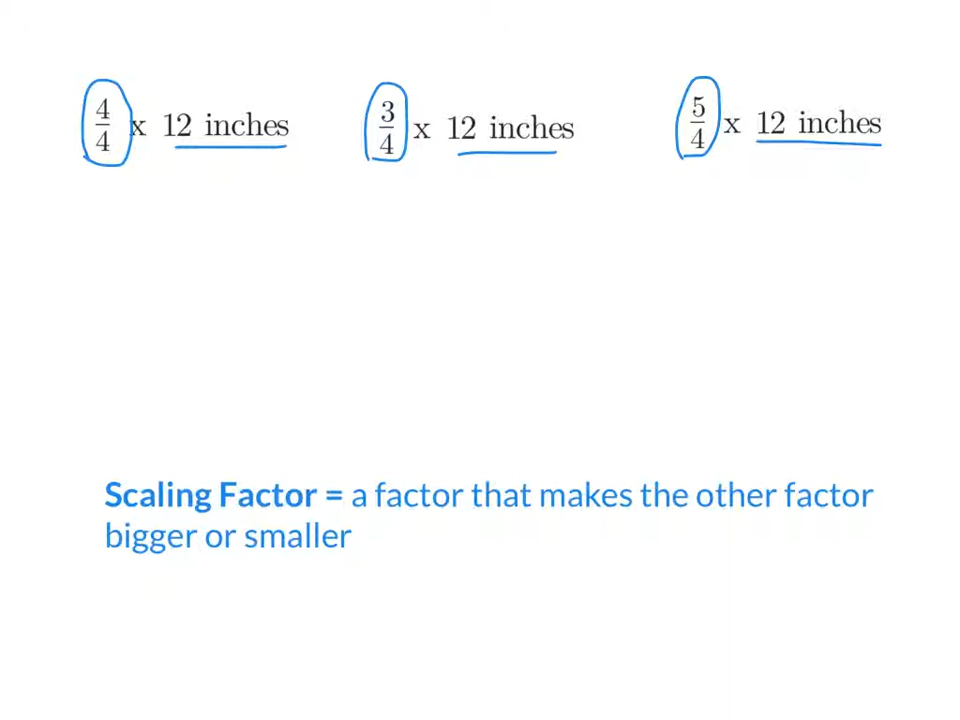 4/4 x 12 inches 3/4 x 12 inches 5/4 x 12 inches
Scaling Factor = a factor that makes the other factor
bigger or smaller